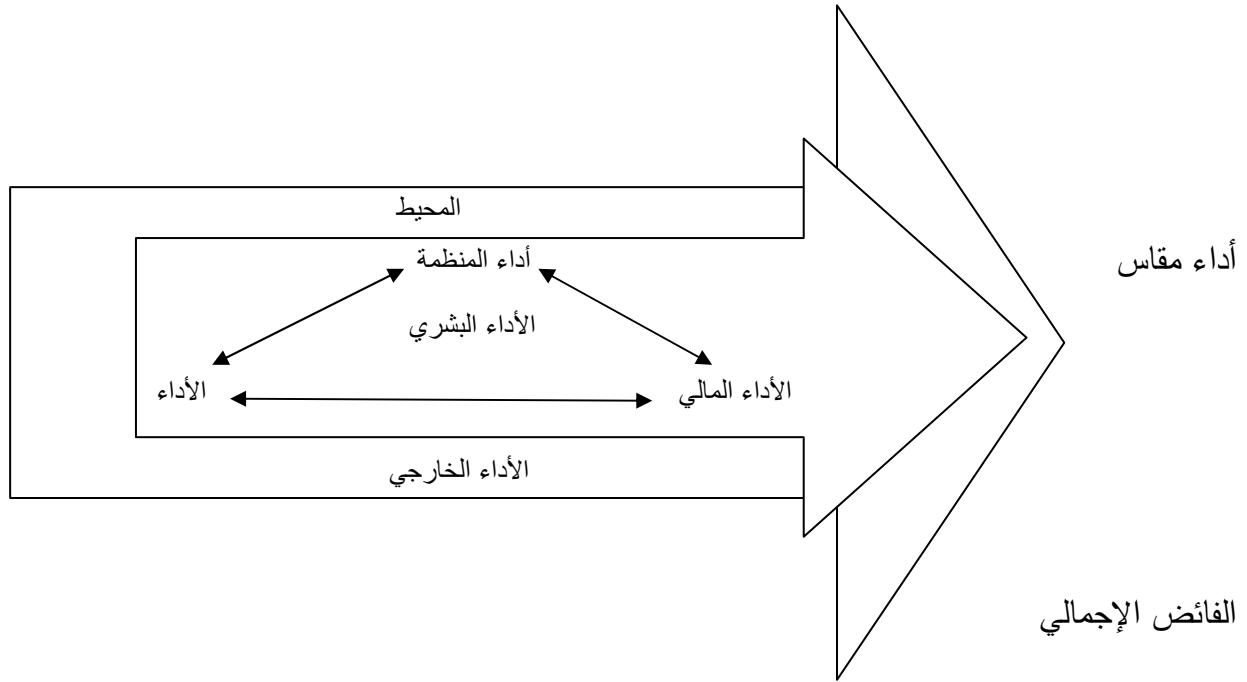 المحيط
أداء المنظمة
أداء مقاس
الأداء البشري
الأداء المالي
الأداء
الأداء الخارجي
الفائض الإجمالي